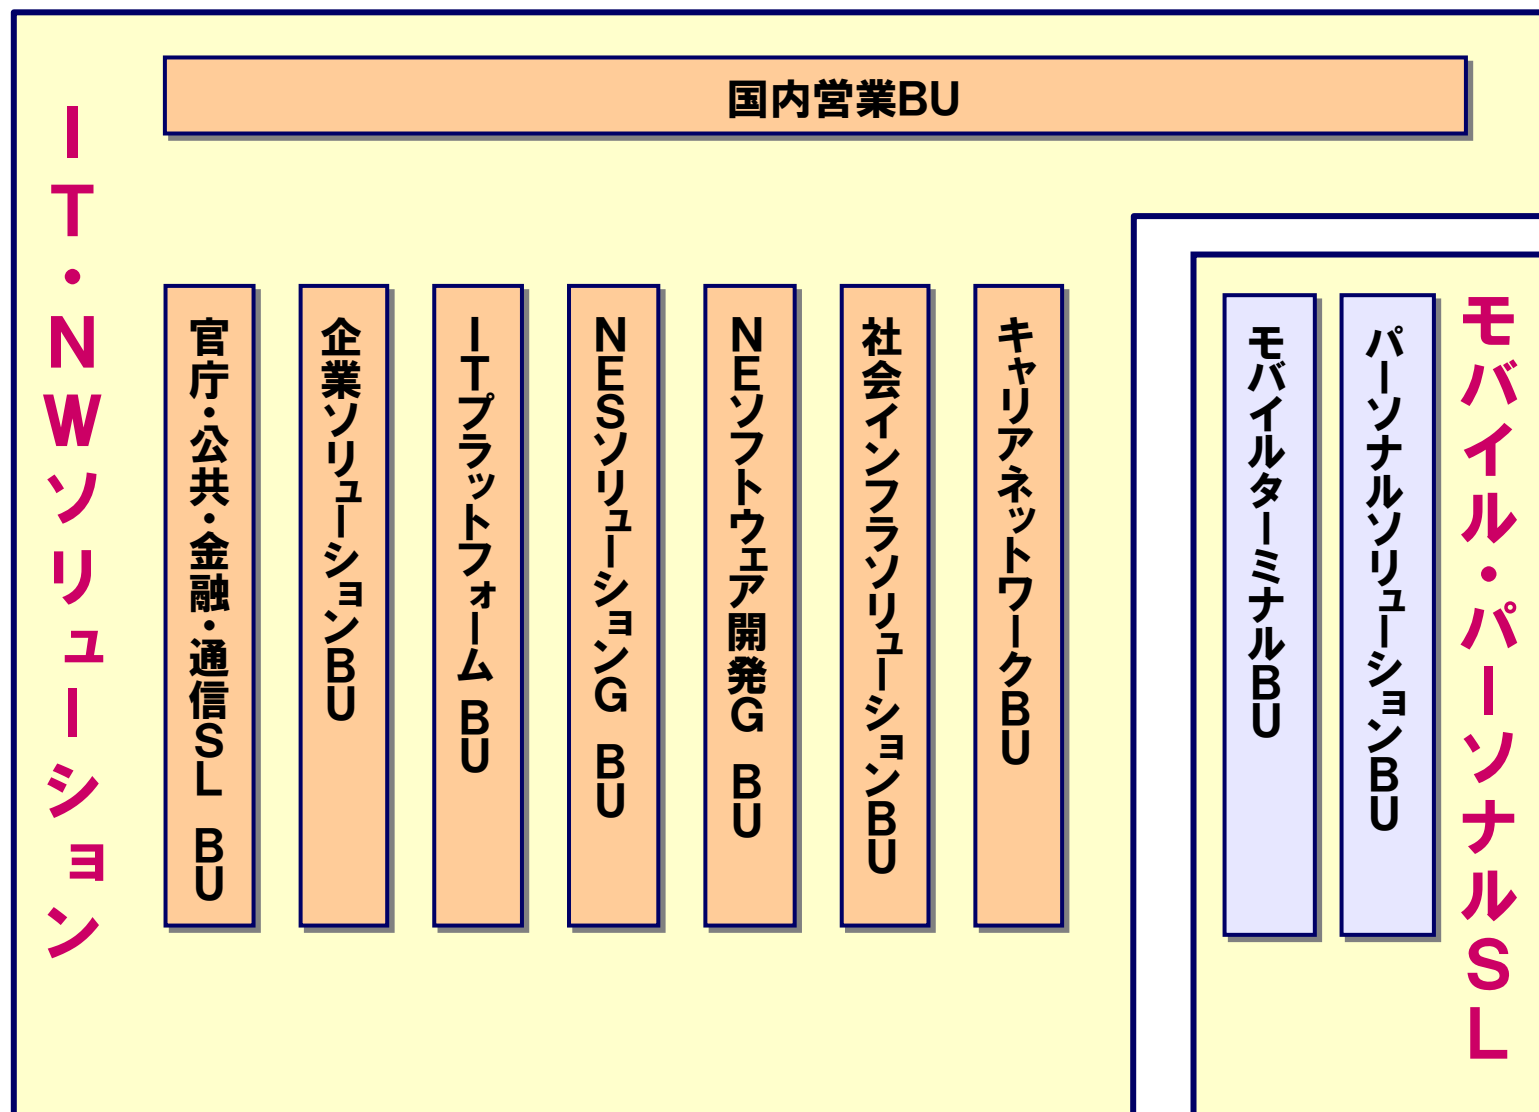 国内営業BU
IT・NWソリューション
官庁・公共・金融・通信SL BU
企業ソリューションBU
ITプラットフォーム BU
NESソリューションG BU
NEソフトウェア開発G BU
社会インフラソリューションBU
キャリアネットワークBU
モバイルターミナルBU
パーソナルソリューションBU
モバイル・パーソナルSL